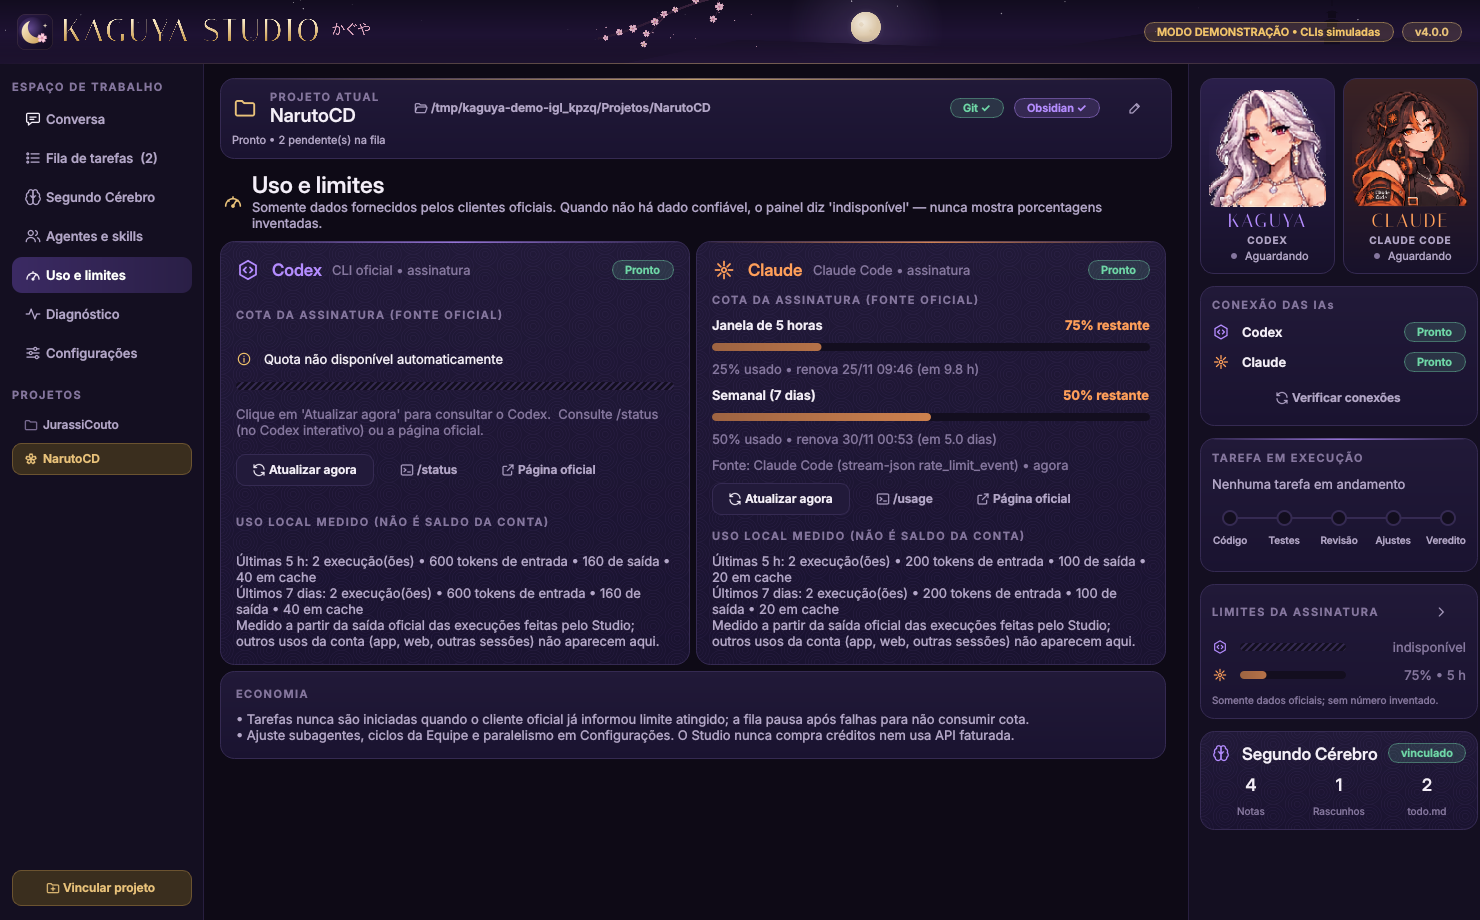 KAGUYA STUDIO かぐや
MODO DEMONSTRAÇÃO • CLIs simuladas
v4.0.0
ESPAÇO DE TRABALHO
Conversa
Fila de tarefas (2)
Segundo Cérebro
Agentes e skills
Uso e limites
Diagnóstico
Configurações
PROJETOS
JurassiCouto
NarutoCD
Vincular projeto
PROJETO ATUAL
NarutoCD
/tmp/kaguya-demo-igl_kpzq/Projetos/NarutoCD
Git ✓
Obsidian ✓
Pronto • 2 pendente(s) na fila
Uso e limites
Somente dados fornecidos pelos clientes oficiais. Quando não há dado confiável, o painel diz 'indisponível' — nunca mostra porcentagens
inventadas.
Codex CLI oficial • assinatura
Pronto
COTA DA ASSINATURA (FONTE OFICIAL)
Quota não disponível automaticamente
Clique em 'Atualizar agora' para consultar o Codex. Consulte /status
(no Codex interativo) ou a página oficial.
Atualizar agora
/status
Página oficial
USO LOCAL MEDIDO (NÃO É SALDO DA CONTA)
Últimas 5 h: 2 execução(ões) • 600 tokens de entrada • 160 de saída •
40 em cache
Últimos 7 dias: 2 execução(ões) • 600 tokens de entrada • 160 de
saída • 40 em cache
Medido a partir da saída oficial das execuções feitas pelo Studio;
outros usos da conta (app, web, outras sessões) não aparecem aqui.
Claude Claude Code • assinatura
Pronto
COTA DA ASSINATURA (FONTE OFICIAL)
Janela de 5 horas
75% restante
25% usado • renova 25/11 09:46 (em 9.8 h)
Semanal (7 dias)
50% restante
50% usado • renova 30/11 00:53 (em 5.0 dias)
Fonte: Claude Code (stream-json rate_limit_event) • agora
Atualizar agora
/usage
Página oficial
USO LOCAL MEDIDO (NÃO É SALDO DA CONTA)
Últimas 5 h: 2 execução(ões) • 200 tokens de entrada • 100 de saída •
20 em cache
Últimos 7 dias: 2 execução(ões) • 200 tokens de entrada • 100 de
saída • 20 em cache
Medido a partir da saída oficial das execuções feitas pelo Studio;
outros usos da conta (app, web, outras sessões) não aparecem aqui.
ECONOMIA
• Tarefas nunca são iniciadas quando o cliente oficial já informou limite atingido; a fila pausa após falhas para não consumir cota.
• Ajuste subagentes, ciclos da Equipe e paralelismo em Configurações. O Studio nunca compra créditos nem usa API faturada.
KAGUYA
CODEX
Aguardando
CLAUDE
CLAUDE CODE
Aguardando
CONEXÃO DAS IAs
Codex
Pronto
Claude
Pronto
Verificar conexões
TAREFA EM EXECUÇÃO
Nenhuma tarefa em andamento
Código
Testes
Revisão
Ajustes
Veredito
LIMITES DA ASSINATURA
indisponível
75% • 5 h
Somente dados oficiais; sem número inventado.
Segundo Cérebro
vinculado
4
1
2
Notas
Rascunhos
todo.md